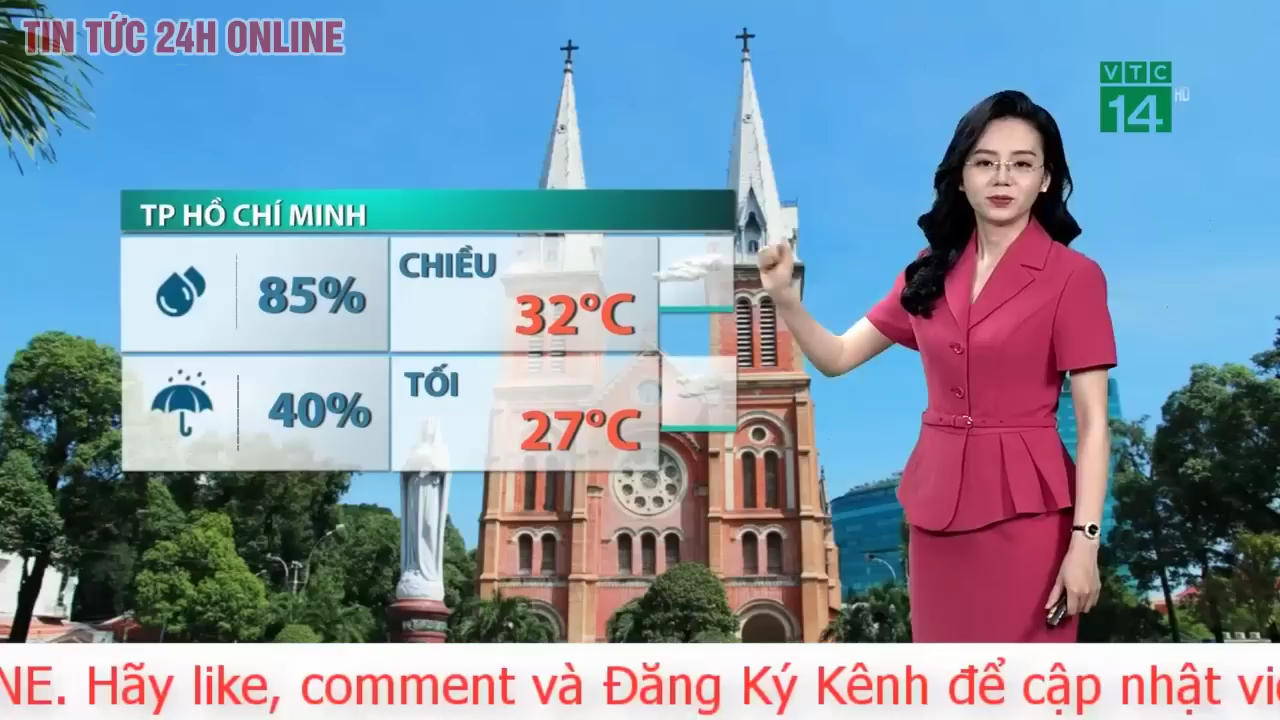 TIN TỨC 24H ONLINE
VTC
14
HD
TP HỒ CHÍ MINH
85%
CHIỀU
32°C
40%
TỐI
27°C
NE. Hãy like, comment và Đăng Ký Kênh để cập nhật